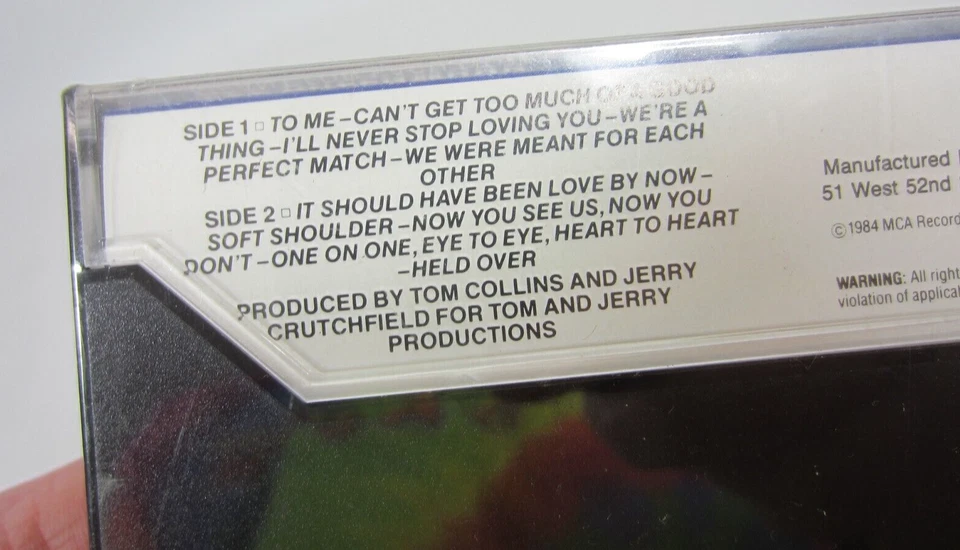 SIDE 1 □ TO ME–CAN'T GET TOO MUCH OF A GOOD
THING–I'LL NEVER STOP LOVING YOU–WE'RE A
PERFECT MATCH–WE WERE MEANT FOR EACH
OTHER
SIDE 2 □ IT SHOULD HAVE BEEN LOVE BY NOW–
SOFT SHOULDER–NOW YOU SEE US, NOW YOU
DON'T–ONE ON ONE, EYE TO EYE, HEART TO HEART
–HELD OVER
PRODUCED BY TOM COLLINS AND JERRY
CRUTCHFIELD FOR TOM AND JERRY
PRODUCTIONS
Manufactured
51 West 52nd
©1984 MCA Record
WARNING: All right
violation of applica